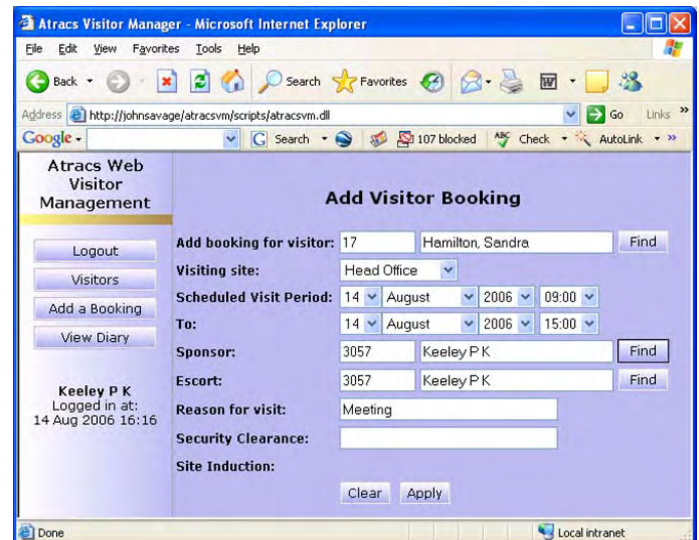 Atracs Visitor Manager - Microsoft Internet Explorer
File Edit View Favorites Tools Help
Back Search Favorites
Address http://johnsavage/atracsvm/scripts/atracsvm.dll Go Links »
Google - G Search 107 blocked ABC Check AutoLink »
Atracs Web
Visitor
Management
Logout
Visitors
Add a Booking
View Diary
Keeley P K
Logged in at:
14 Aug 2006 16:16
Add Visitor Booking
Add booking for visitor: 17 Hamilton, Sandra Find
Visiting site: Head Office
Scheduled Visit Period: 14 August 2006 09:00
To: 14 August 2006 15:00
Sponsor: 3057 Keeley P K Find
Escort: 3057 Keeley P K Find
Reason for visit: Meeting
Security Clearance:
Site Induction:
Clear Apply
Done Local intranet